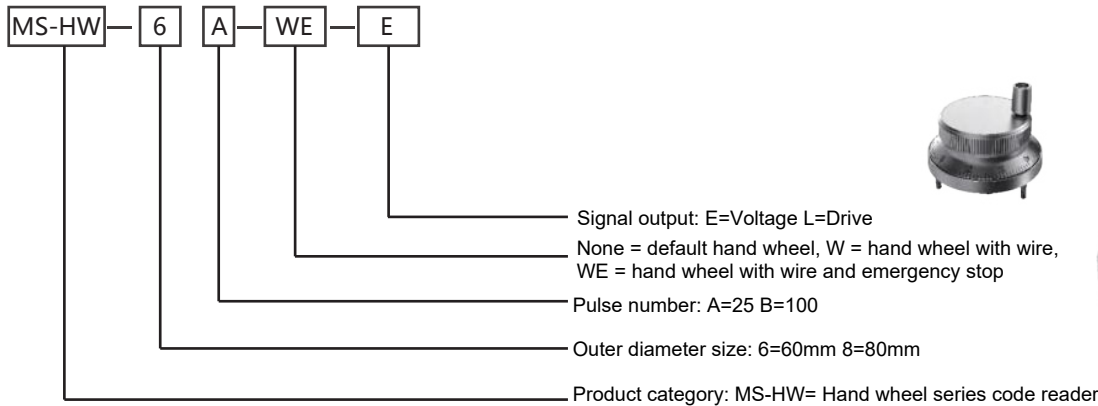 MS-HW 6 A WE E
Signal output: E=Voltage L=Drive
None = default hand wheel, W = hand wheel with wire,
WE = hand wheel with wire and emergency stop
Pulse number: A=25 B=100
Outer diameter size: 6=60mm 8=80mm
Product category: MS-HW= Hand wheel series code reader